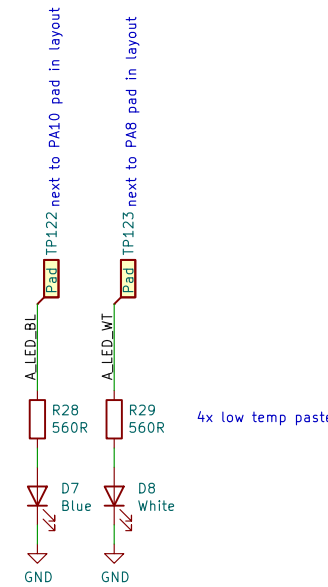 next to PA10 pad in layout
next to PA8 pad in layout
TP122
TP123
Pad
Pad
A_LED_BL
A_LED_WT
R28
560R
R29
560R
4x low temp paste
D7
Blue
D8
White
GND
GND